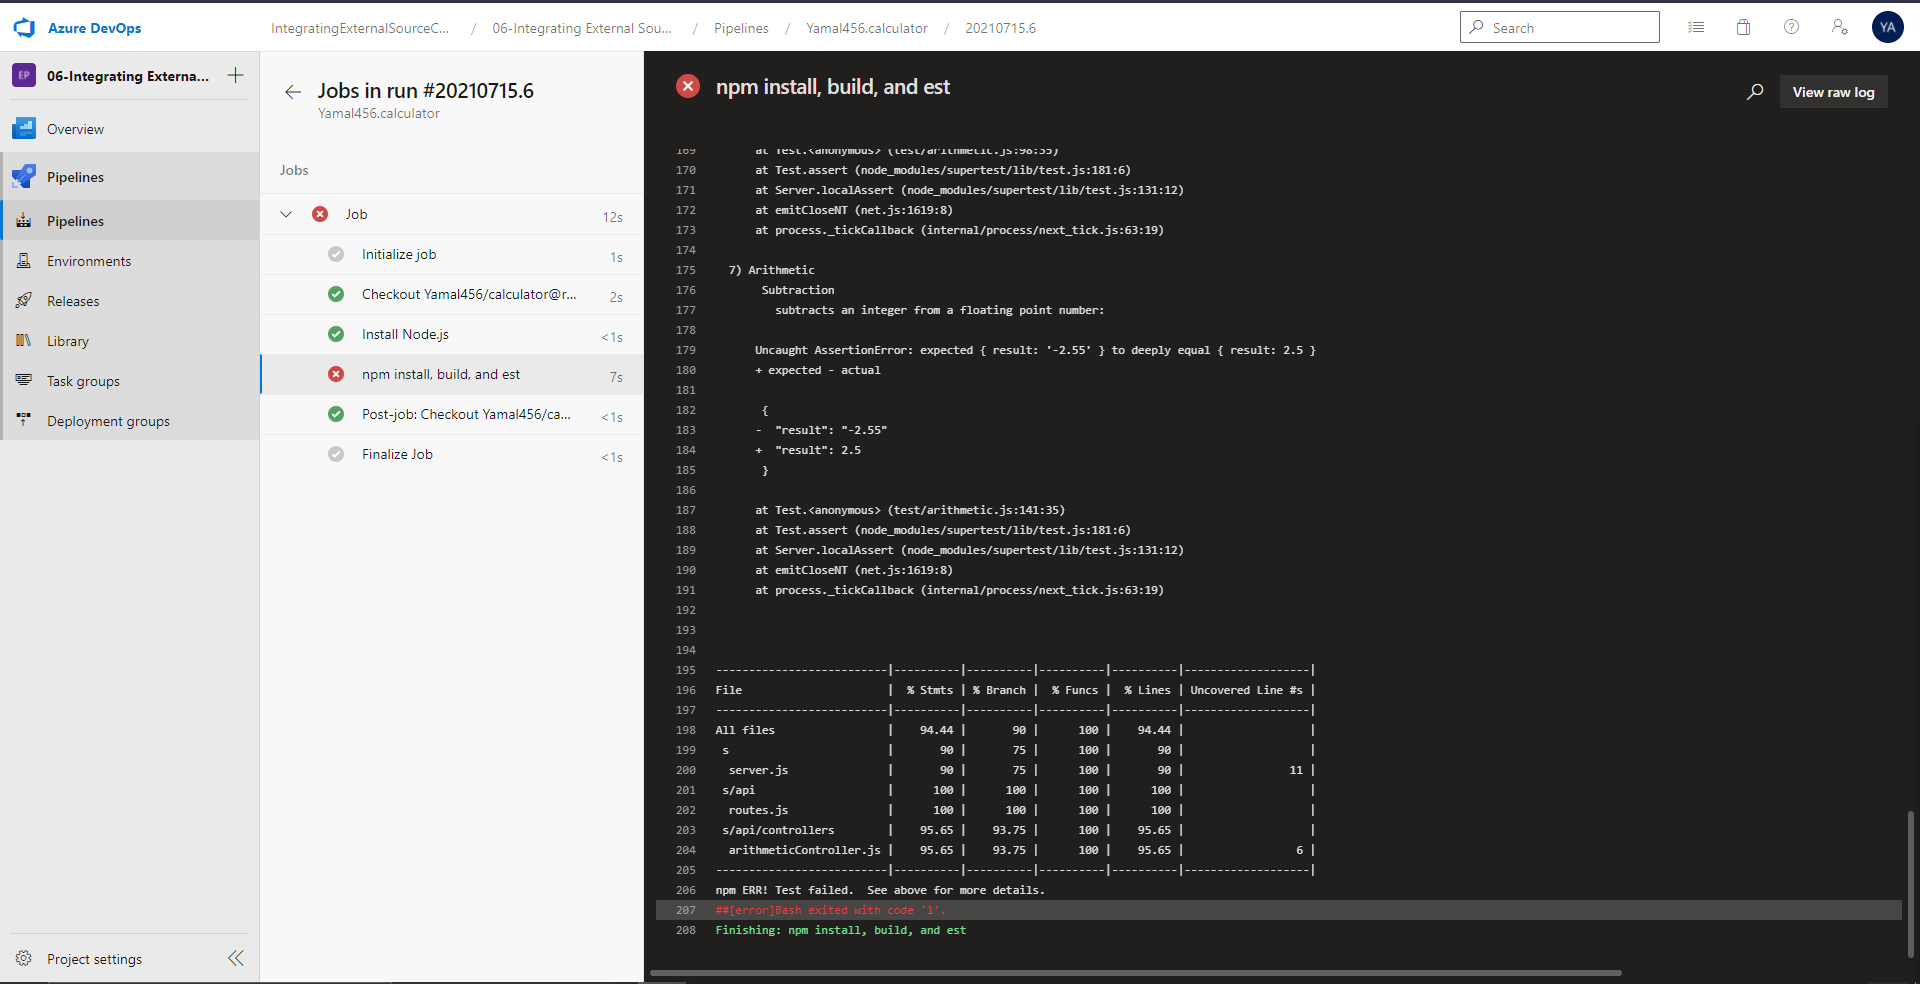 Azure DevOps
IntegratingExternalSourceC... / 06-Integrating External Sou... / Pipelines / Yamal456.calculator / 20210715.6
Search
YA
EP 06-Integrating Externa...
Overview
Pipelines
Pipelines
Environments
Releases
Library
Task groups
Deployment groups
Project settings
Jobs in run #20210715.6
Yamal456.calculator
Jobs
Job 12s
Initialize job 1s
Checkout Yamal456/calculator@r... 2s
Install Node.js <1s
npm install, build, and est 7s
Post-job: Checkout Yamal456/ca... <1s
Finalize Job <1s
npm install, build, and est
View raw log
169 at Test.<anonymous> (test/arithmetic.js:98:35)
170 at Test.assert (node_modules/supertest/lib/test.js:181:6)
171 at Server.localAssert (node_modules/supertest/lib/test.js:131:12)
172 at emitCloseNT (net.js:1619:8)
173 at process._tickCallback (internal/process/next_tick.js:63:19)
174
175 7) Arithmetic
176 Subtraction
177 subtracts an integer from a floating point number:
178
179 Uncaught AssertionError: expected { result: '-2.55' } to deeply equal { result: 2.5 }
180 + expected - actual
181
182 {
183 - "result": "-2.55"
184 + "result": 2.5
185 }
186
187 at Test.<anonymous> (test/arithmetic.js:141:35)
188 at Test.assert (node_modules/supertest/lib/test.js:181:6)
189 at Server.localAssert (node_modules/supertest/lib/test.js:131:12)
190 at emitCloseNT (net.js:1619:8)
191 at process._tickCallback (internal/process/next_tick.js:63:19)
192
193
194
195 --------------------------|----------|----------|----------|----------|-------------------|
196 File | % Stmts | % Branch | % Funcs | % Lines | Uncovered Line #s |
197 --------------------------|----------|----------|----------|----------|-------------------|
198 All files | 94.44 | 90 | 100 | 94.44 | |
199 s | 90 | 75 | 100 | 90 | |
200 server.js | 90 | 75 | 100 | 90 | 11 |
201 s/api | 100 | 100 | 100 | 100 | |
202 routes.js | 100 | 100 | 100 | 100 | |
203 s/api/controllers | 95.65 | 93.75 | 100 | 95.65 | |
204 arithmeticController.js | 95.65 | 93.75 | 100 | 95.65 | 6 |
205 --------------------------|----------|----------|----------|----------|-------------------|
206 npm ERR! Test failed. See above for more details.
207 ##[error]Bash exited with code '1'.
208 Finishing: npm install, build, and est